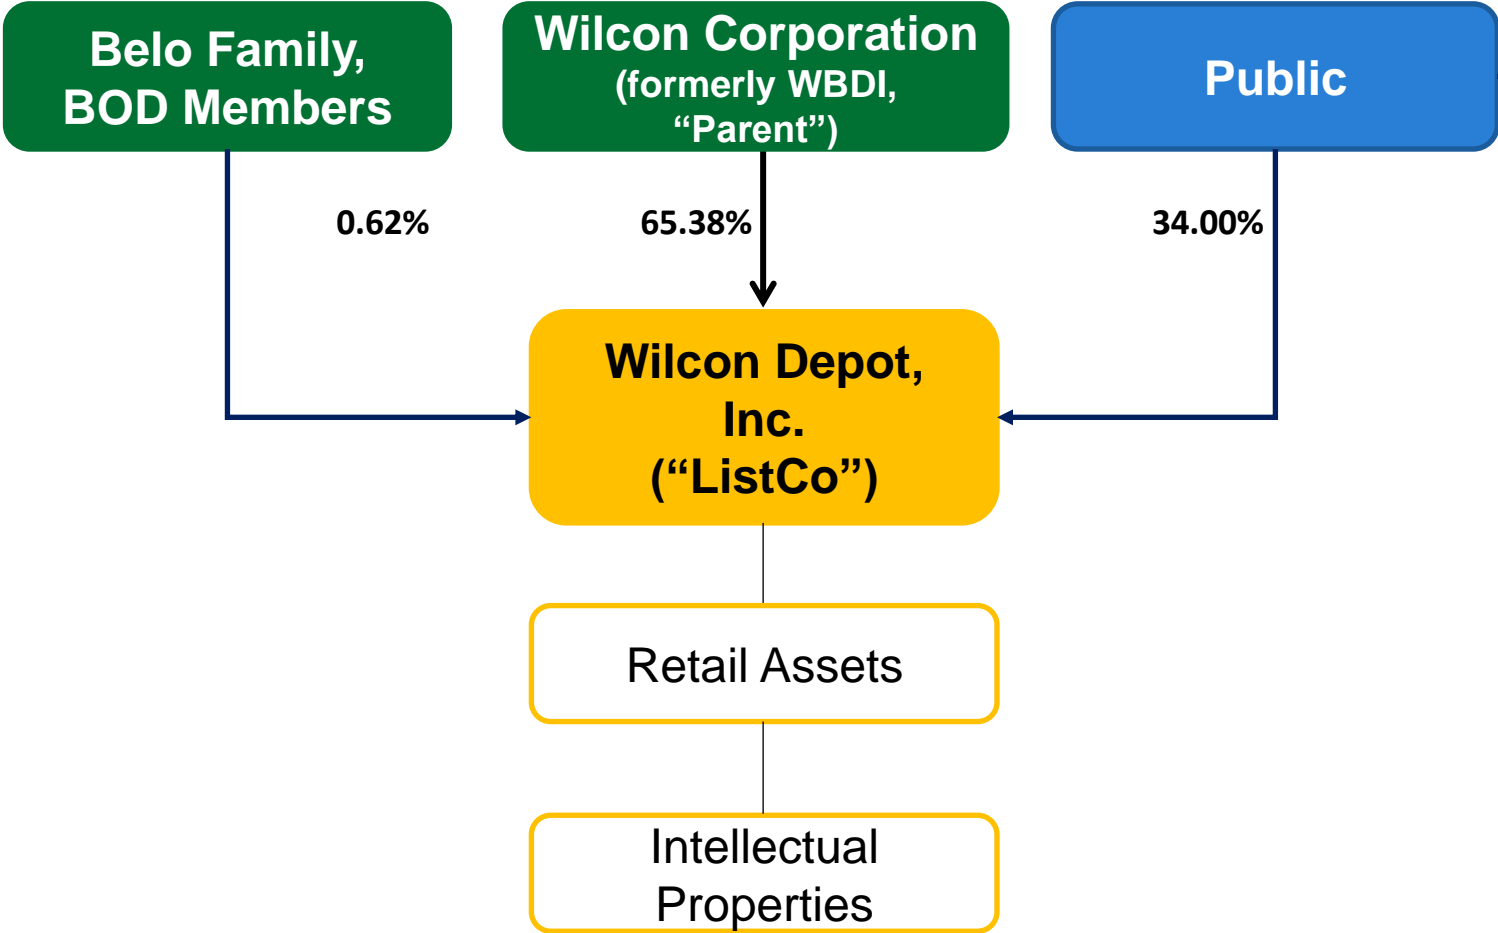 Belo Family,
BOD Members
Wilcon Corporation
(formerly WBDI,
“Parent”)
Public
0.62%
65.38%
34.00%
Wilcon Depot,
Inc.
(“ListCo”)
Retail Assets
Intellectual
Properties